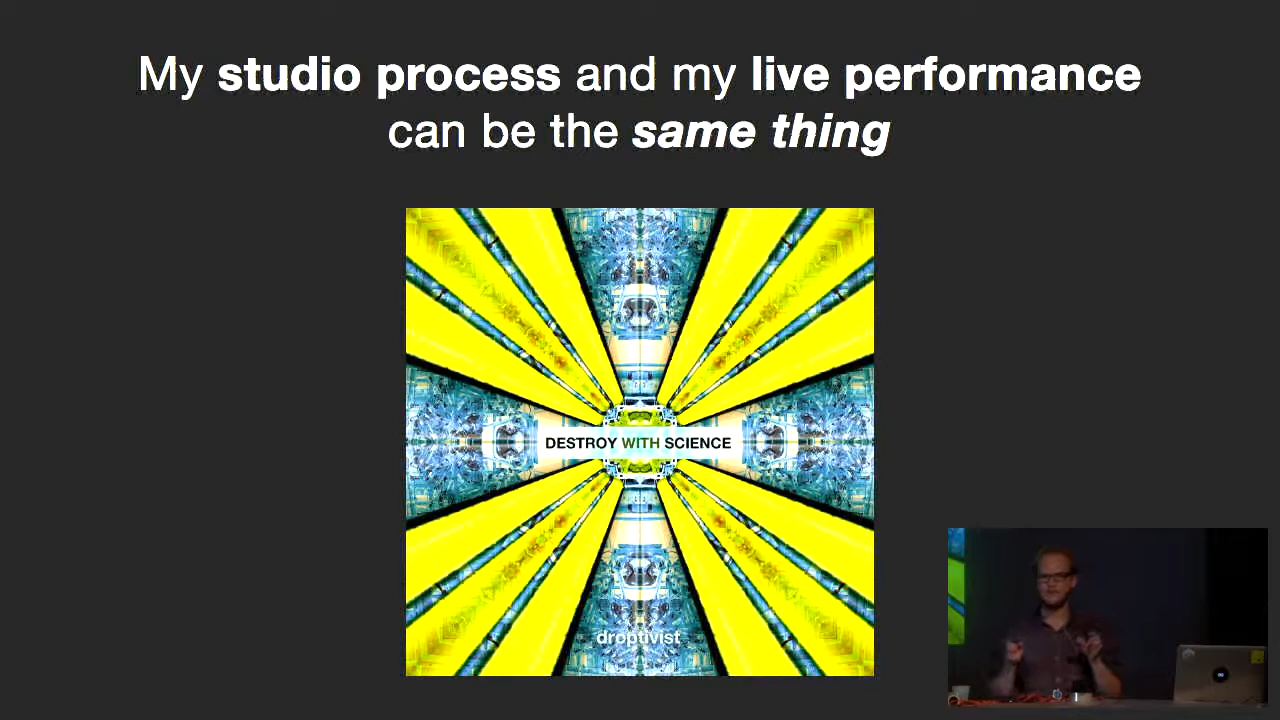 My studio process and my live performance
can be the same thing
DESTROY WITH SCIENCE
droptivist